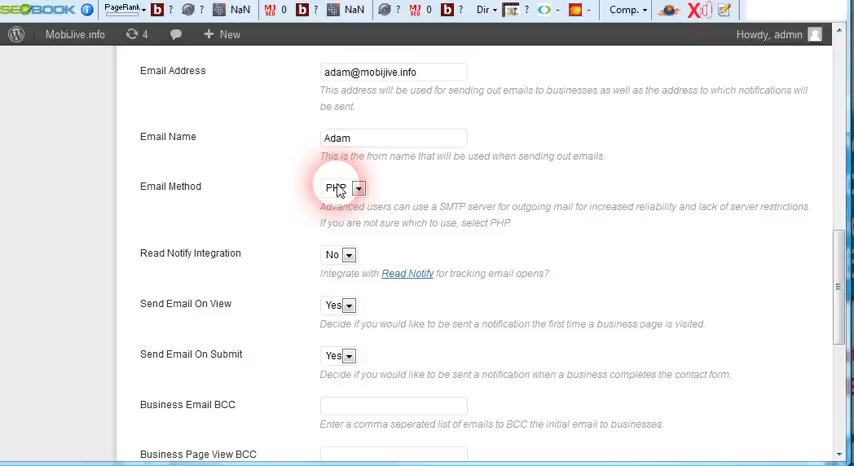 SEOBOOK PageRank ? ? NaN MJ SEO 0 ? NaN ? MJ SEO 0 ? Dir ? - ? - Comp.
MobiJive.info 4 New Howdy, admin
Email Address adam@mobijive.info
This address will be used for sending out emails to businesses as well as the address to which notifications will
be sent.
Email Name Adam
This is the from name that will be used when sending out emails.
Email Method PHP
Advanced users can use a SMTP server for outgoing mail for increased reliability and lack of server restrictions.
If you are not sure which to use, select PHP.
Read Notify Integration No
Integrate with Read Notify for tracking email opens?
Send Email On View Yes
Decide if you would like to be sent a notification the first time a business page is visited.
Send Email On Submit Yes
Decide if you would like to be sent a notification when a business completes the contact form.
Business Email BCC
Enter a comma seperated list of emails to BCC the initial email to businesses.
Business Page View BCC